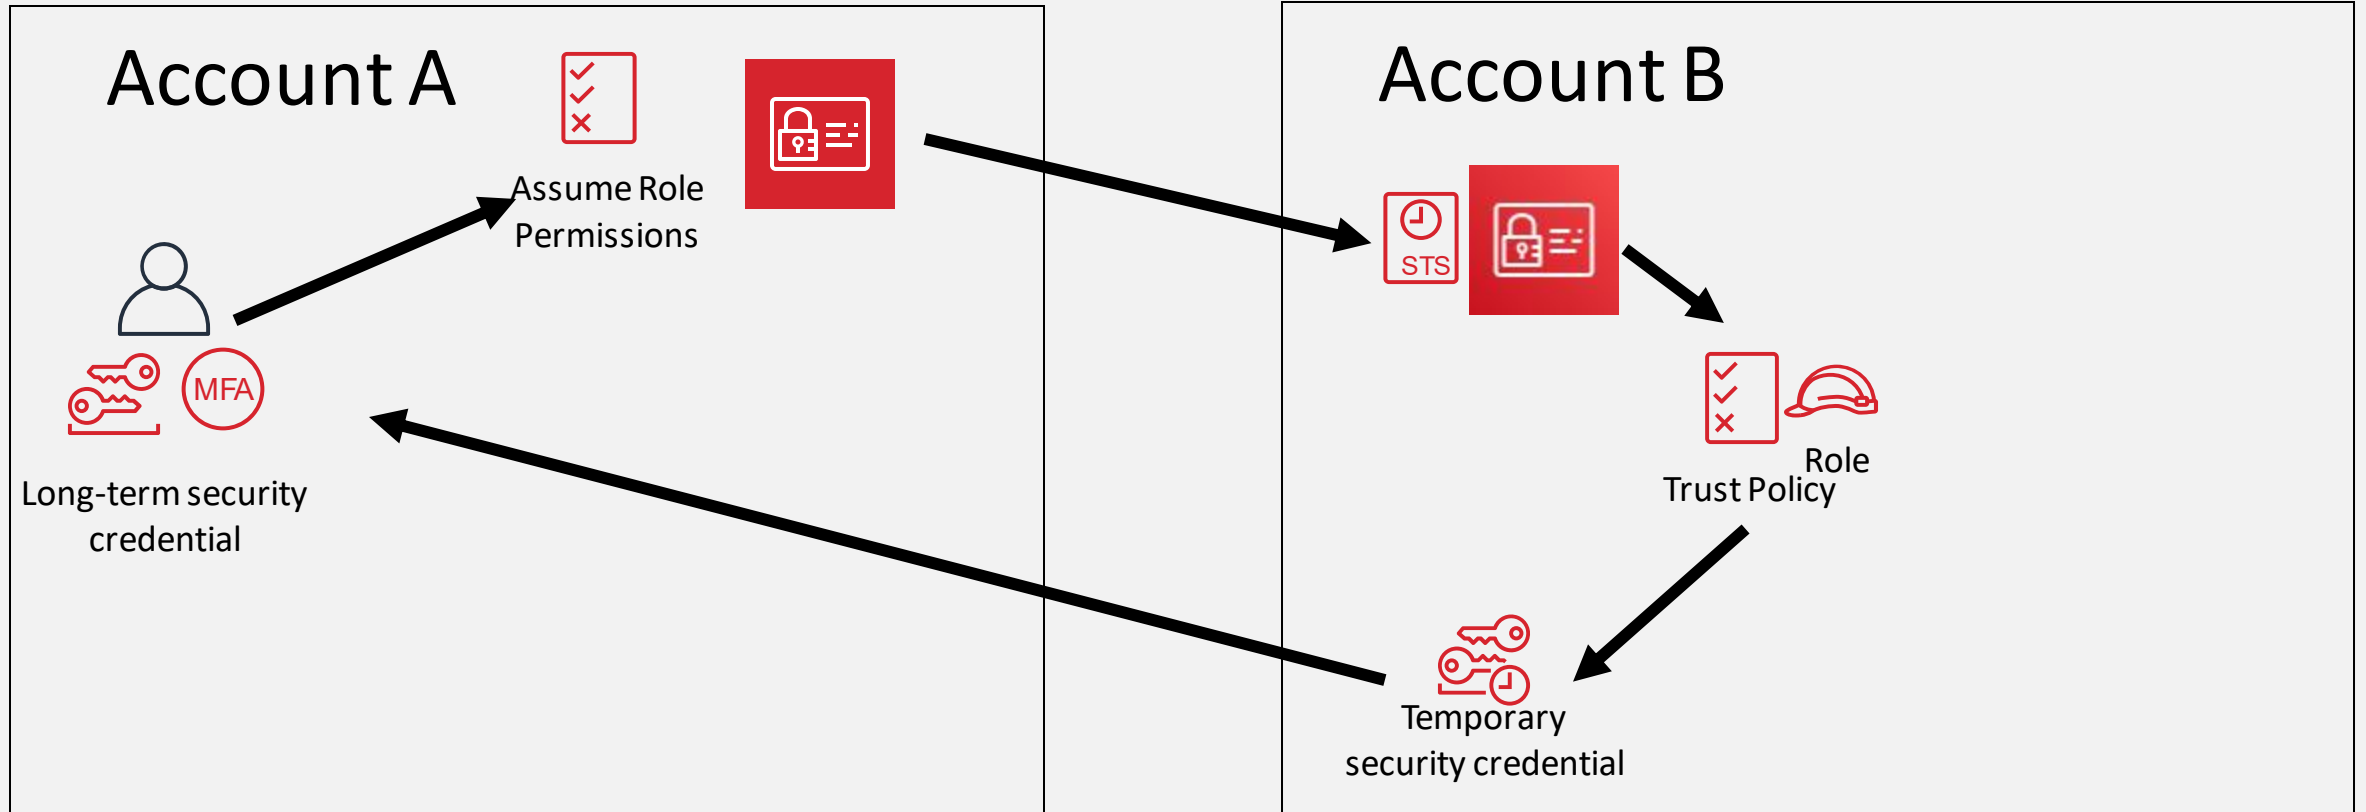 Account A
Assume Role
Permissions
MFA
Long-term security
credential
Account B
STS
Role
Trust Policy
Temporary
security credential